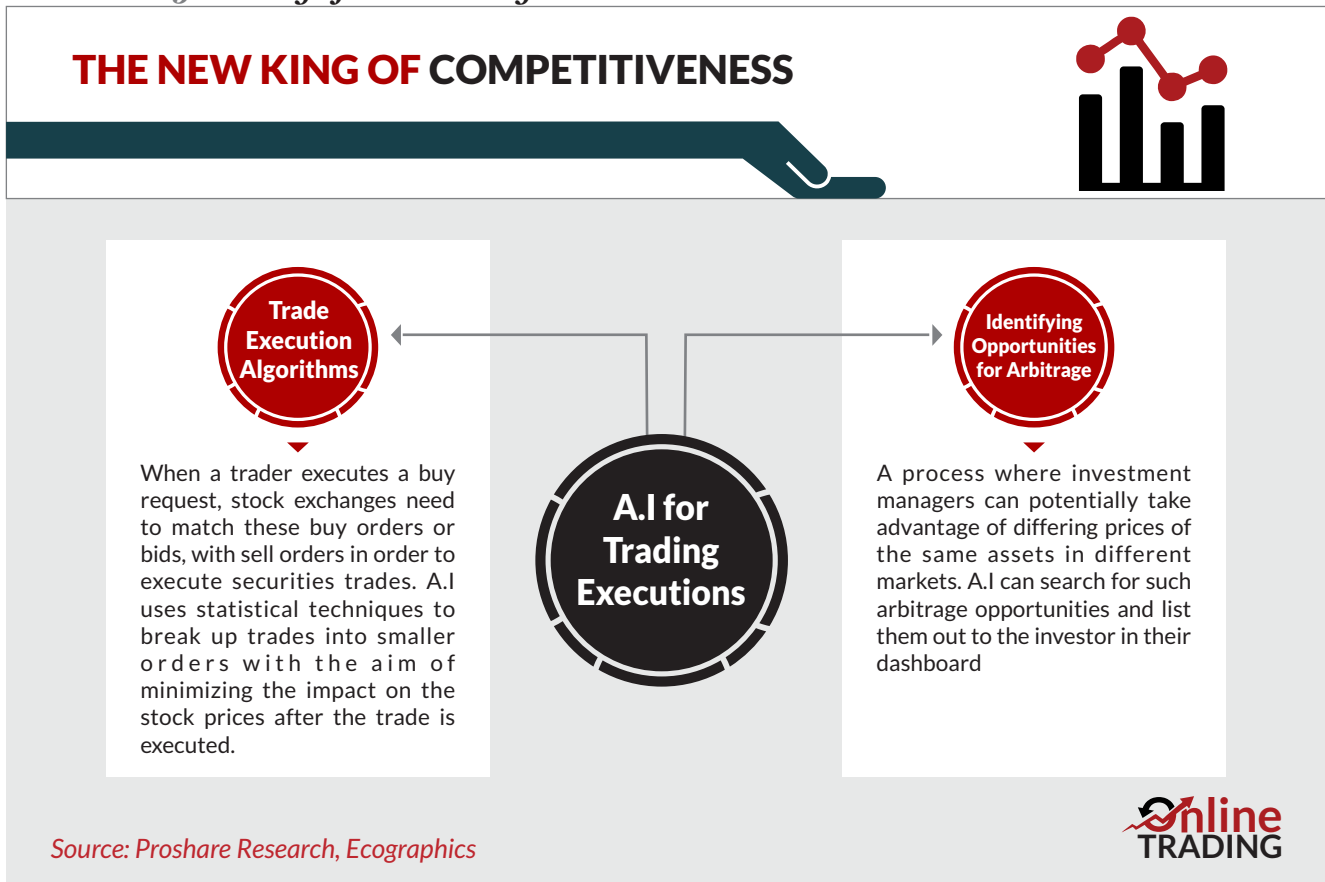 THE NEW KING OF COMPETITIVENESS
Trade
Execution
Algorithms
When a trader executes a buy
request, stock exchanges need
to match these buy orders or
bids, with sell orders in order to
execute securities trades. A.I
uses statistical techniques to
break up trades into smaller
orders with the aim of
minimizing the impact on the
stock prices after the trade is
executed.
A.I for
Trading
Executions
Identifying
Opportunities
for Arbitrage
A process where investment
managers can potentially take
advantage of differing prices of
the same assets in different
markets. A.I can search for such
arbitrage opportunities and list
them out to the investor in their
dashboard
Source: Proshare Research, Ecographics
Online
TRADING